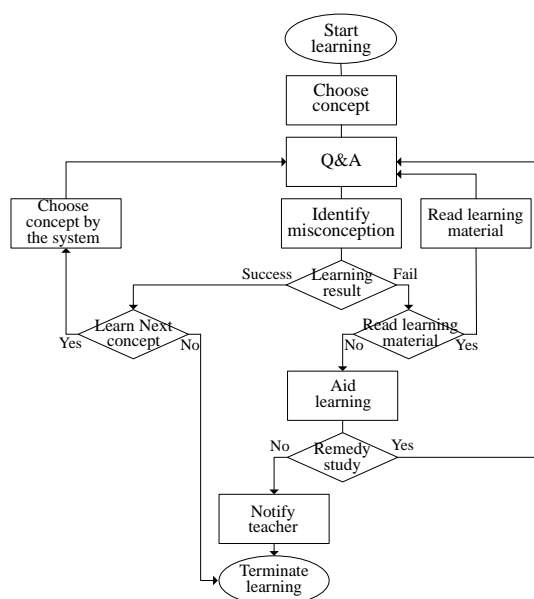 Start
learning
Choose
concept
Q&A
Choose
concept by
the system
Identify
misconception
Read learning
material
Success
Learning
result
Fail
Learn Next
concept
Yes
No
Read learning
material
No
Yes
Aid
learning
No
Remedy
study
Yes
Notify
teacher
Terminate
learning